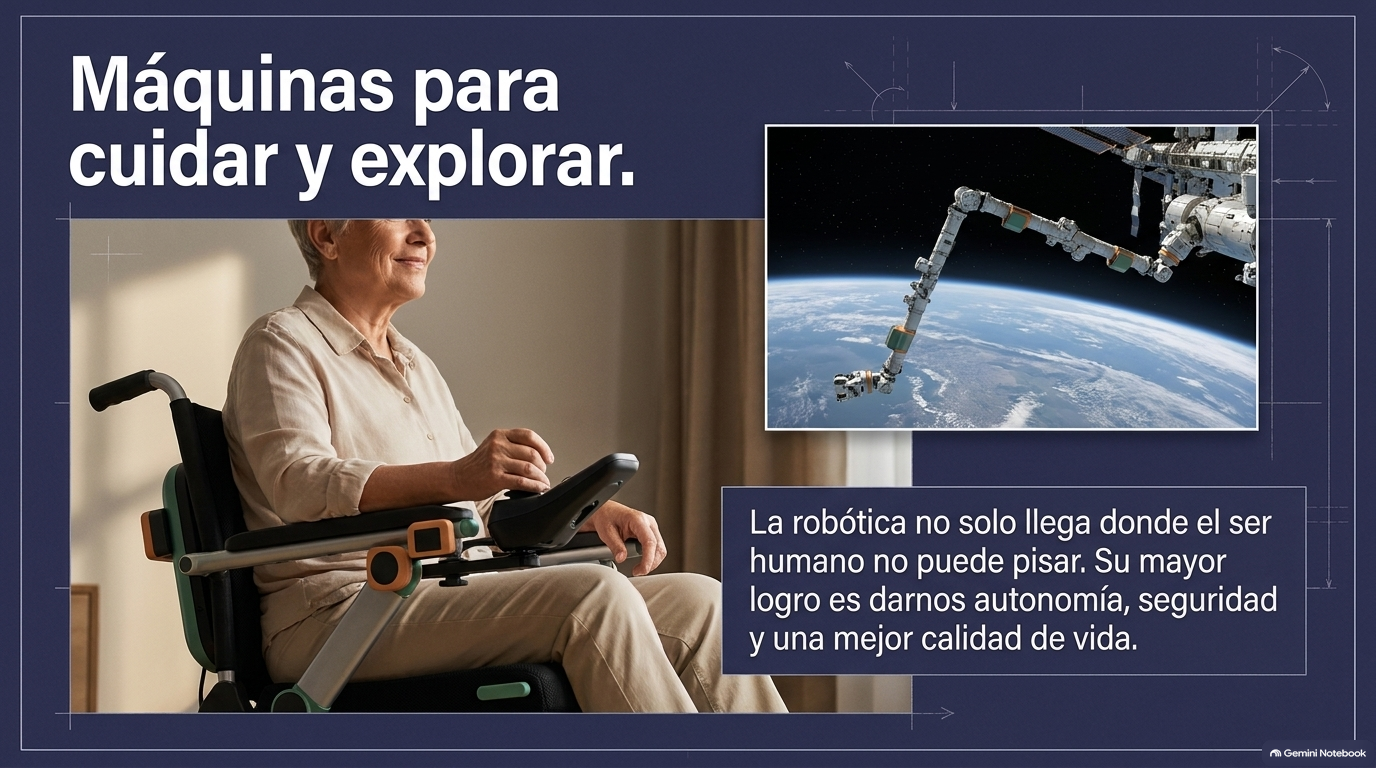 Máquinas para
cuidar y explorar.
La robótica no solo llega donde el ser
humano no puede pisar. Su mayor
logro es darnos autonomía, seguridad
y una mejor calidad de vida.
Gemini Notebook